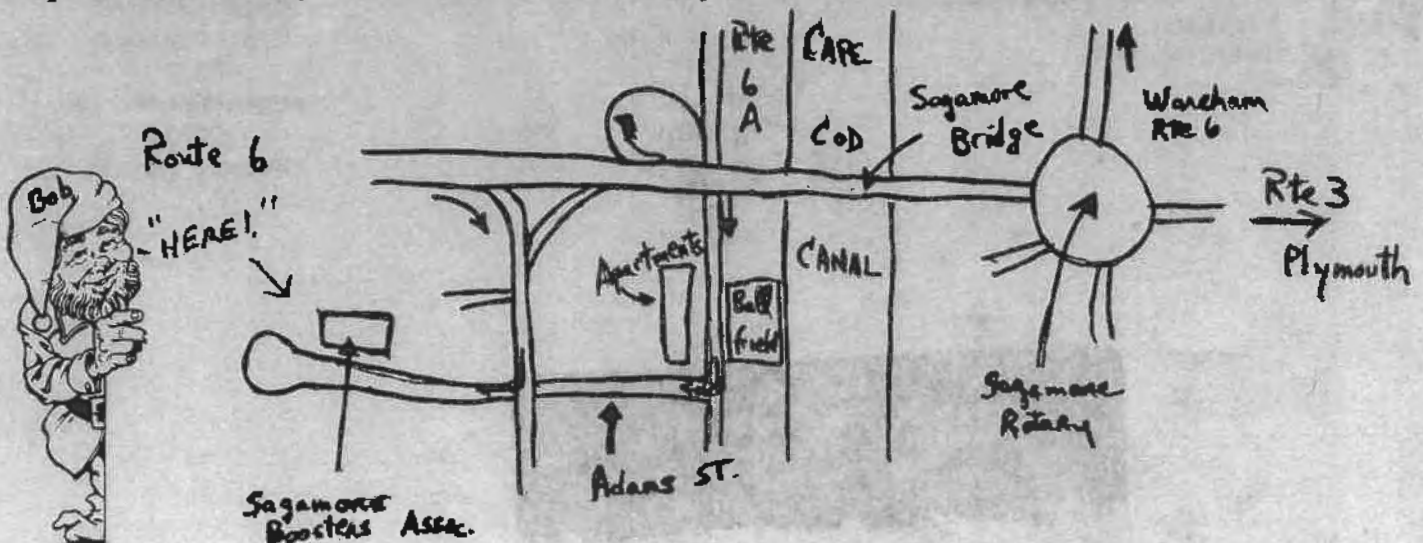 Rte
6
A
CAPE
COD
CANAL
Sagamore
Bridge
Wareham
RTE 6
Rte 3
Plymouth
Route 6
Bob
"HERE!"
Apartments
Ball
field
Sagamore
Rotary
Adams ST.
Sagamore
Boosters Assoc.